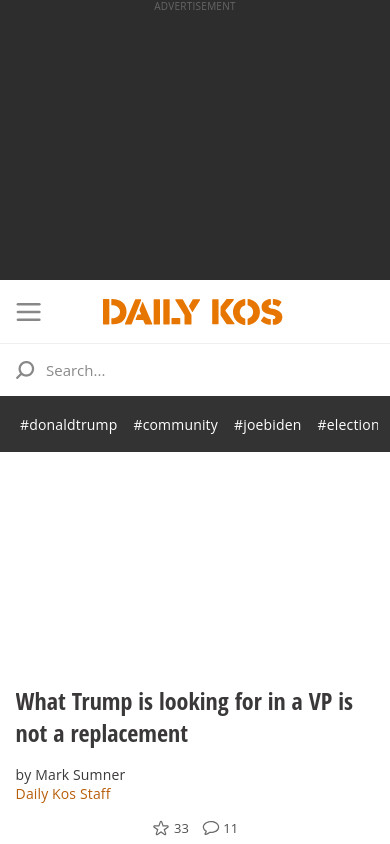 ADVERTISEMENT
DAILY KOS
Search...
#donaldtrump #community #joebiden #election
What Trump is looking for in a VP is
not a replacement
by Mark Sumner
Daily Kos Staff
33 11